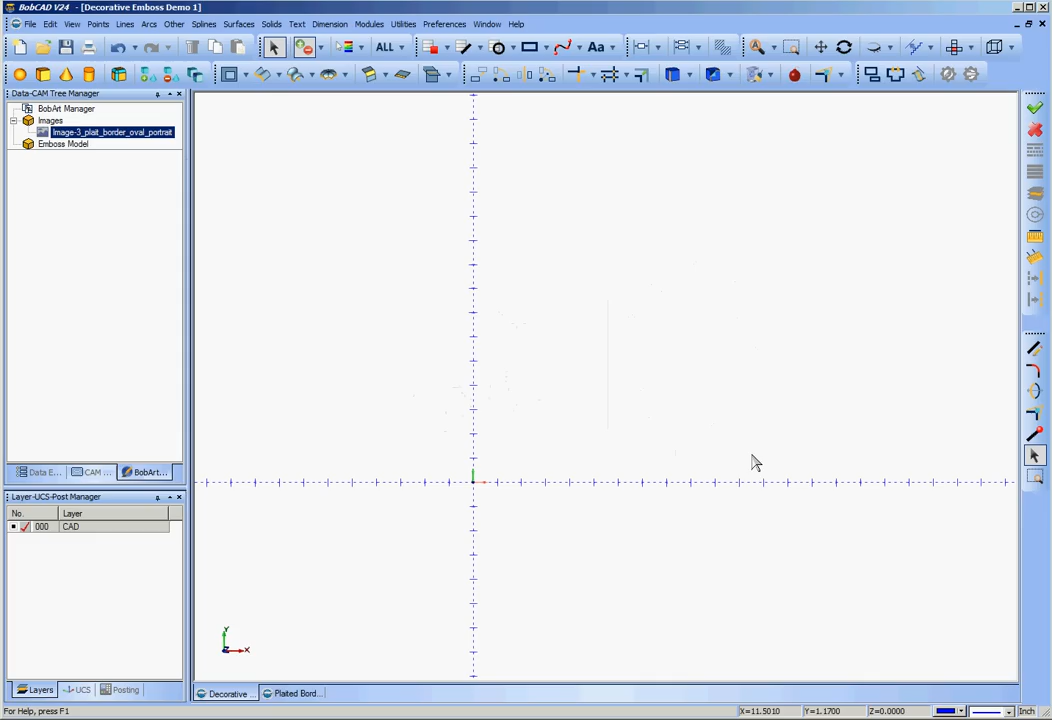 BobCAD V24 - [Decorative Emboss Demo 1]
File Edit View Points Lines Arcs Other Splines Surfaces Solids Text Dimension Modules Utilities Preferences Window Help
ALL Aa
Data-CAM Tree Manager
BobArt Manager
Images
Image-3_plait_border_oval_portrait
Emboss Model
Data E... CAM ... BobArt...
Layer-UCS-Post Manager
No. Layer
000 CAD
Y
X
Z
Layers UCS Posting
Decorative ... Plaited Bord...
For Help, press F1
X=11.5010 Y=1.1700 Z=0.0000 Inch